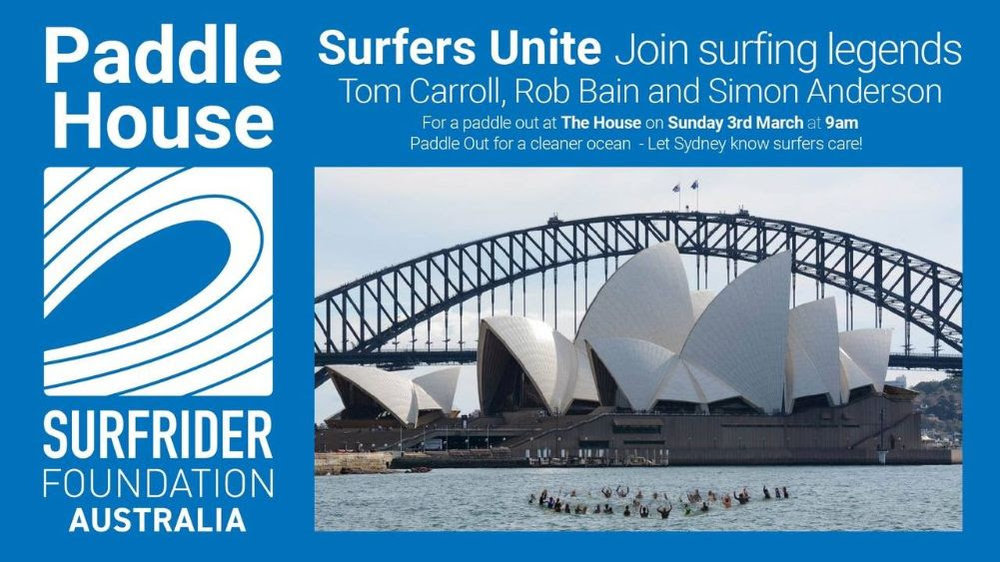 Paddle
House
SURFRIDER
FOUNDATION
AUSTRALIA
Surfers Unite Join surfing legends
Tom Carroll, Rob Bain and Simon Anderson
For a paddle out at The House on Sunday 3rd March at 9am
Paddle Out for a cleaner ocean - Let Sydney know surfers care!